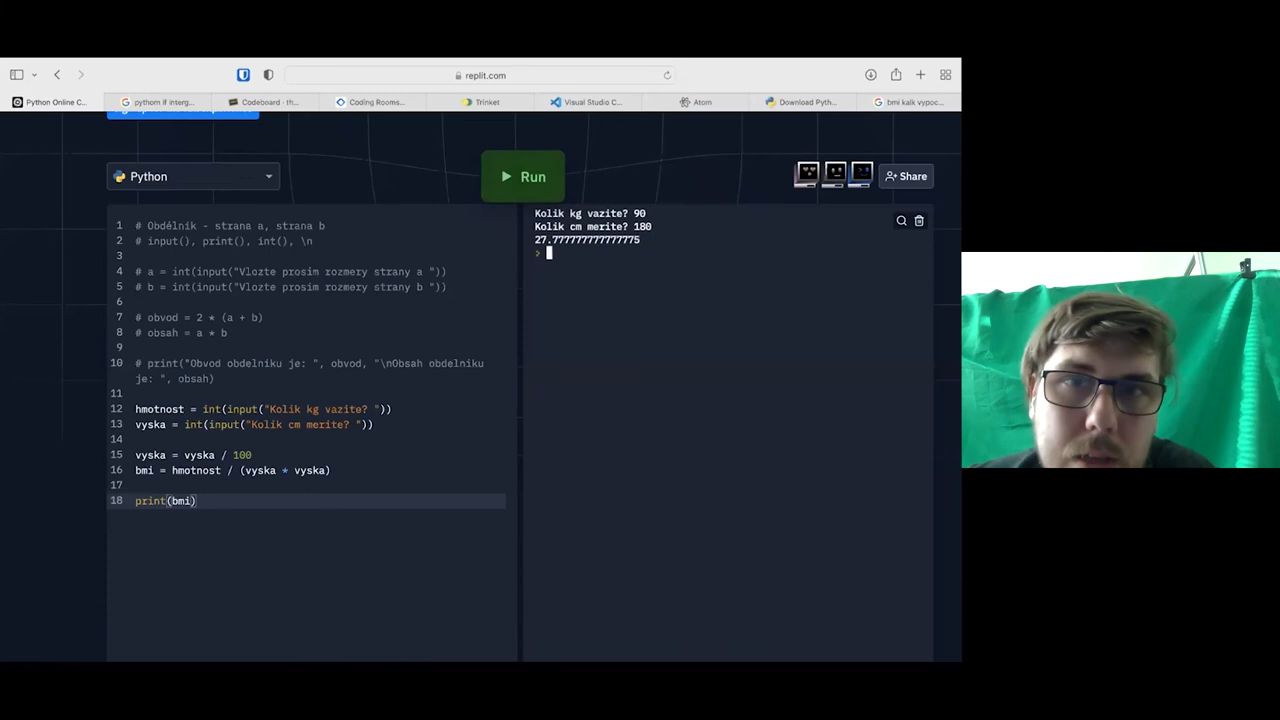 replit.com
Python Online C...
python if interg...
Codeboard - th...
Coding Rooms...
Trinket
Visual Studio C...
Atom
Download Pyth...
bmi kalk vypoc...
Python
Run
Share
1 # Obdélník - strana a, strana b
2 # input(), print(), int(), \n
3
4 # a = int(input("Vlozte prosim rozmery strany a "))
5 # b = int(input("Vlozte prosim rozmery strany b "))
6
7 # obvod = 2 * (a + b)
8 # obsah = a * b
9
10 # print("Obvod obdelniku je: ", obvod, "\nObsah obdelniku
je: ", obsah)
11
12 hmotnost = int(input("Kolik kg vazite? "))
13 vyska = int(input("Kolik cm merite? "))
14
15 vyska = vyska / 100
16 bmi = hmotnost / (vyska * vyska)
17
18 print(bmi)
Kolik kg vazite? 90
Kolik cm merite? 180
27.777777777777775
>